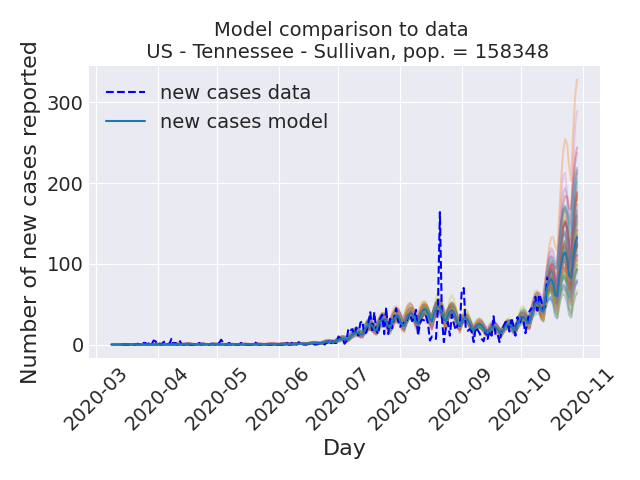 Model comparison to data
US - Tennessee - Sullivan, pop. = 158348
Number of new cases reported
300
200
100
0
new cases data
new cases model
2020-03
2020-04
2020-05
2020-06
2020-07
2020-08
2020-09
2020-10
2020-11
Day